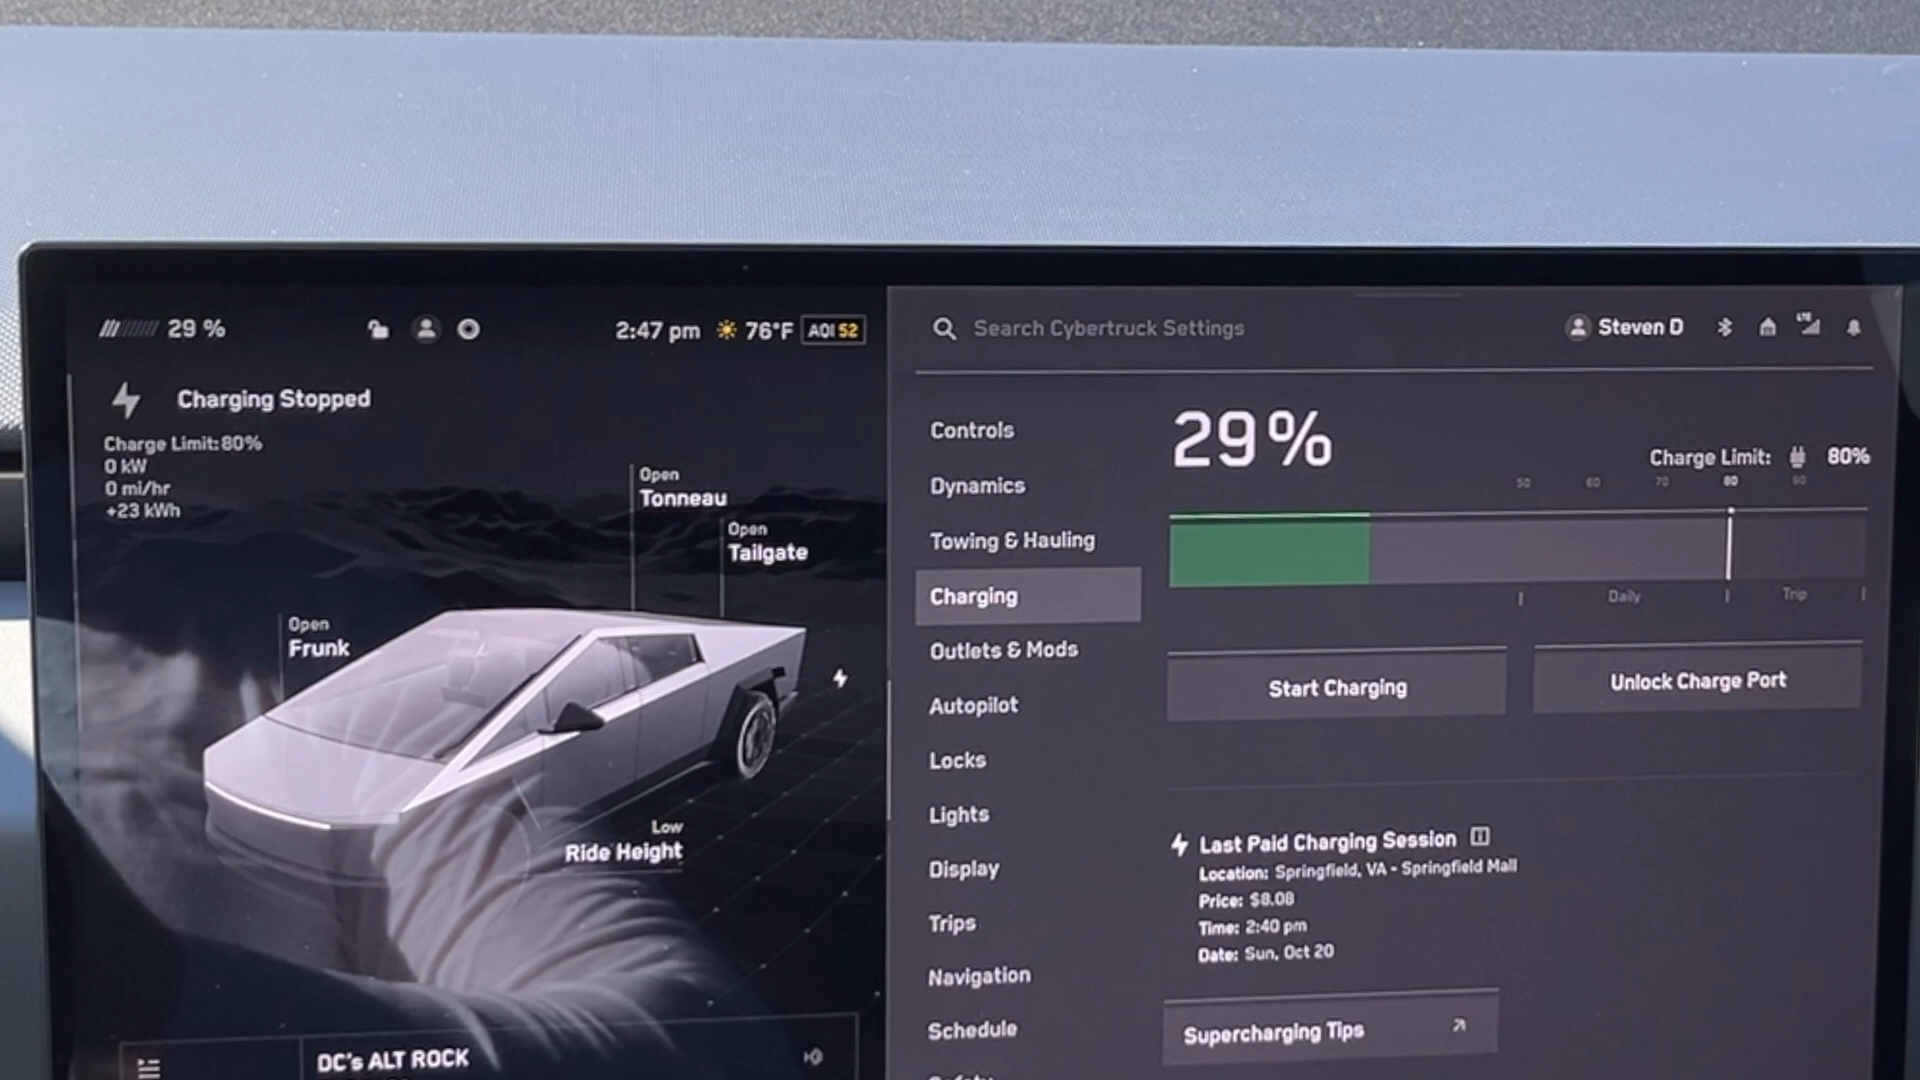 29 %
2:47 pm
76°F
AQI 52
Charging Stopped
Charge Limit: 80%
0 kW
0 mi/hr
+23 kWh
Open
Tonneau
Open
Tailgate
Open
Frunk
Low
Ride Height
DC's ALT ROCK
Search Cybertruck Settings
Steven D
LTE
Controls
Dynamics
Towing & Hauling
Charging
Outlets & Mods
Autopilot
Locks
Lights
Display
Trips
Navigation
Schedule
29%
Charge Limit: 80%
50 60 70 80 90
Daily Trip
Start Charging
Unlock Charge Port
Last Paid Charging Session
Location: Springfield, VA - Springfield Mall
Price: $8.08
Time: 2:40 pm
Date: Sun, Oct 20
Supercharging Tips